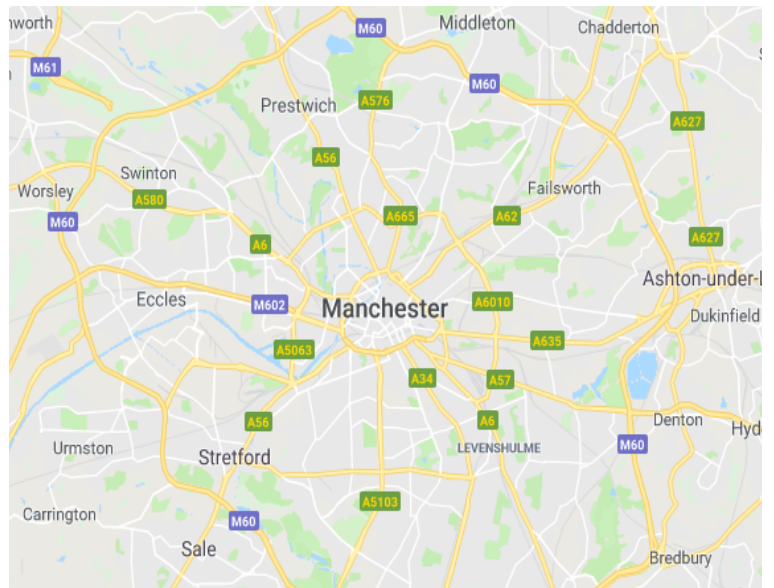 nworth
M60
Middleton
Chadderton
M61
M60
Prestwich
A576
A627
A56
Swinton
Worsley
A580
Failsworth
M60
A665
A62
A6
A627
Ashton-under-L
Eccles
M602
Manchester
A6010
Dukinfield
A635
A5063
A34
A57
A56
A6
Denton
Hyd
Urmston
Stretford
LEVENSHULME
M60
A5103
Carrington
M60
Sale
Bredbury